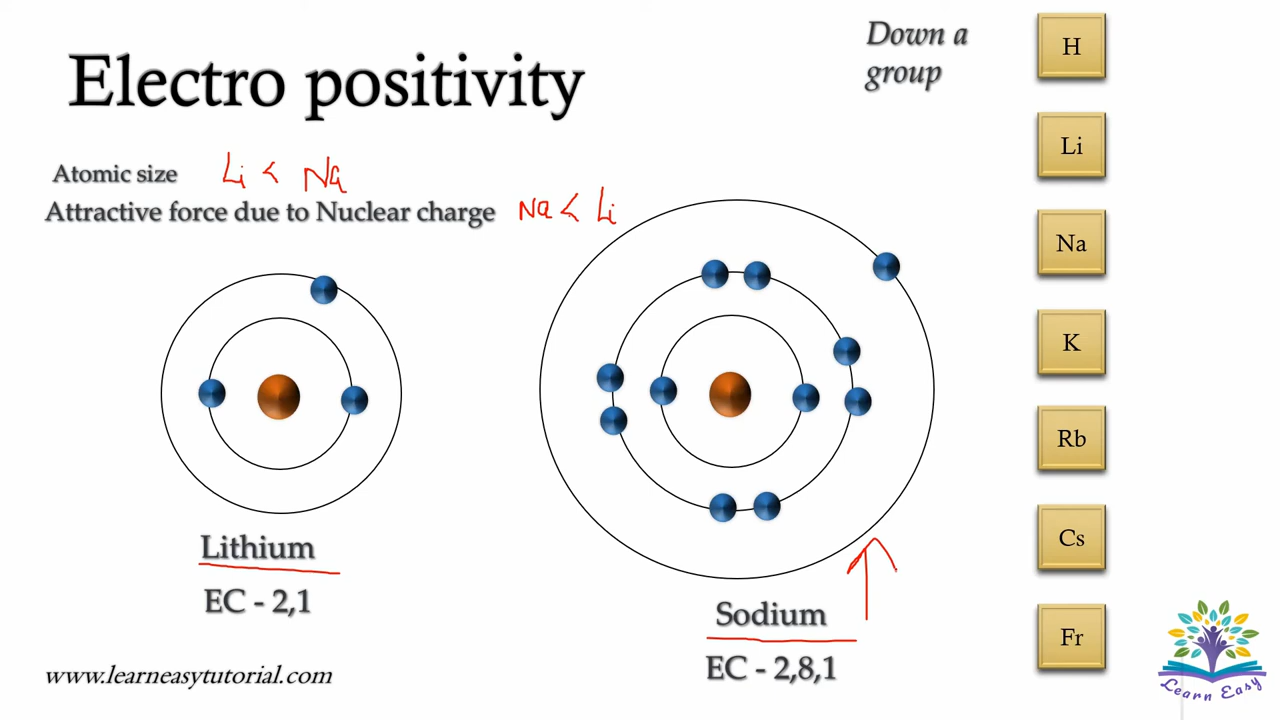 Electro positivity
Down a
group
Atomic size Li < Na
Attractive force due to Nuclear charge Na < Li
Lithium
EC - 2,1
Sodium
EC - 2,8,1
H
Li
Na
K
Rb
Cs
Fr
www.learneasytutorial.com
Learn Easy